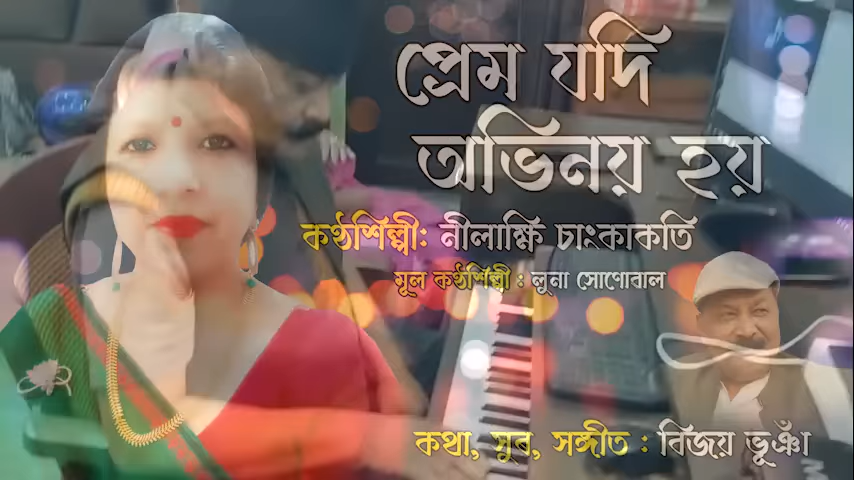 প্ৰেম যদি
অভিনয় হয়
কণ্ঠশিল্পী: নীলাক্ষি চাংকাকতি
মূল কণ্ঠশিল্পী : লুনা সোণোবাল
কথা, সুৰ, সঙ্গীত : বিজয় ভূঞা